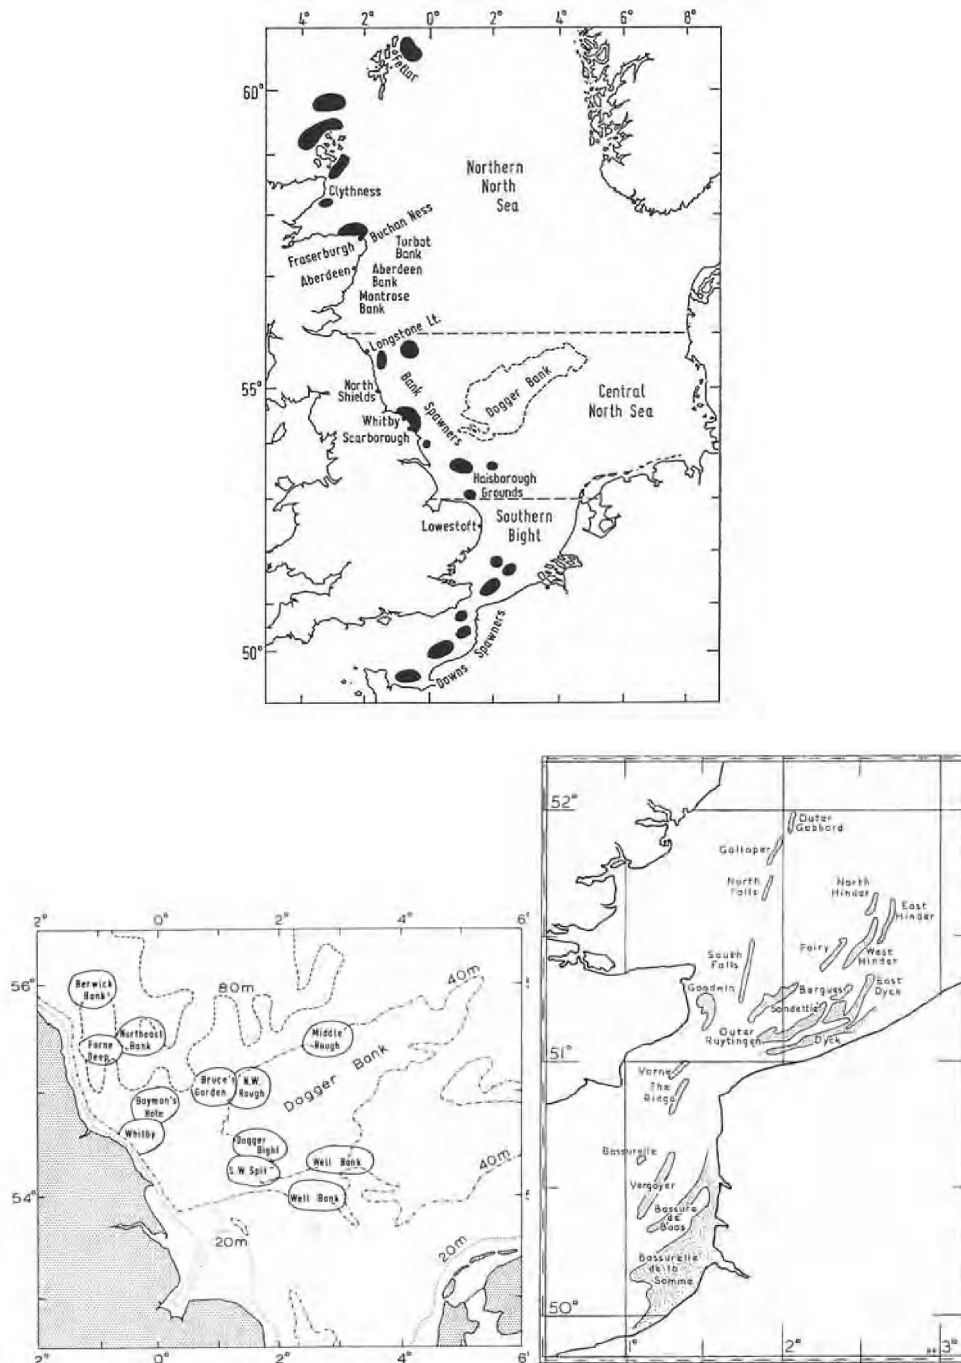 4° 2° 0° 2° 4° 6° 8°
60°
Fetlar
Northern
North
Sea
Clythness
Buchan Ness
Fraserburgh
Turbot
Bank
Aberdeen
Aberdeen
Bank
Montrose
Bank
Longstone Lt.
55°
North
Shields
Bank Spawners
Dogger Bank
Central
North Sea
Whitby
Scarborough
Haisborough
Grounds
Lowestoft
Southern
Bight
50°
Downs Spawners
2° 0° 2° 4° 6°
56°
Berwick
Bank
80m
40m
Farne
Deep
Northeast
Bank
Middle
Rough
Bruce's
Garden
N.W.
Rough
Dogger Bank
Bayman's
Hole
Whitby
Dogger
Bight
S.W. Spit
Well Bank
40m
54°
Well Bank
20m
20m
2° 0° 2° 4° 6°
52°
Outer
Gabbard
Galloper
North
Falls
North
Hinder
East
Hinder
South
Falls
Fairy
West
Hinder
Goodwin
Bergues
East
Dyck
Sandettie
Outer
Ruytingen
Dyck
51°
Varne
The
Ridge
Bassurelle
Vergoyer
Bassure
de
Baas
Bassurelle
de la
Somme
50°
1° 2° 3°